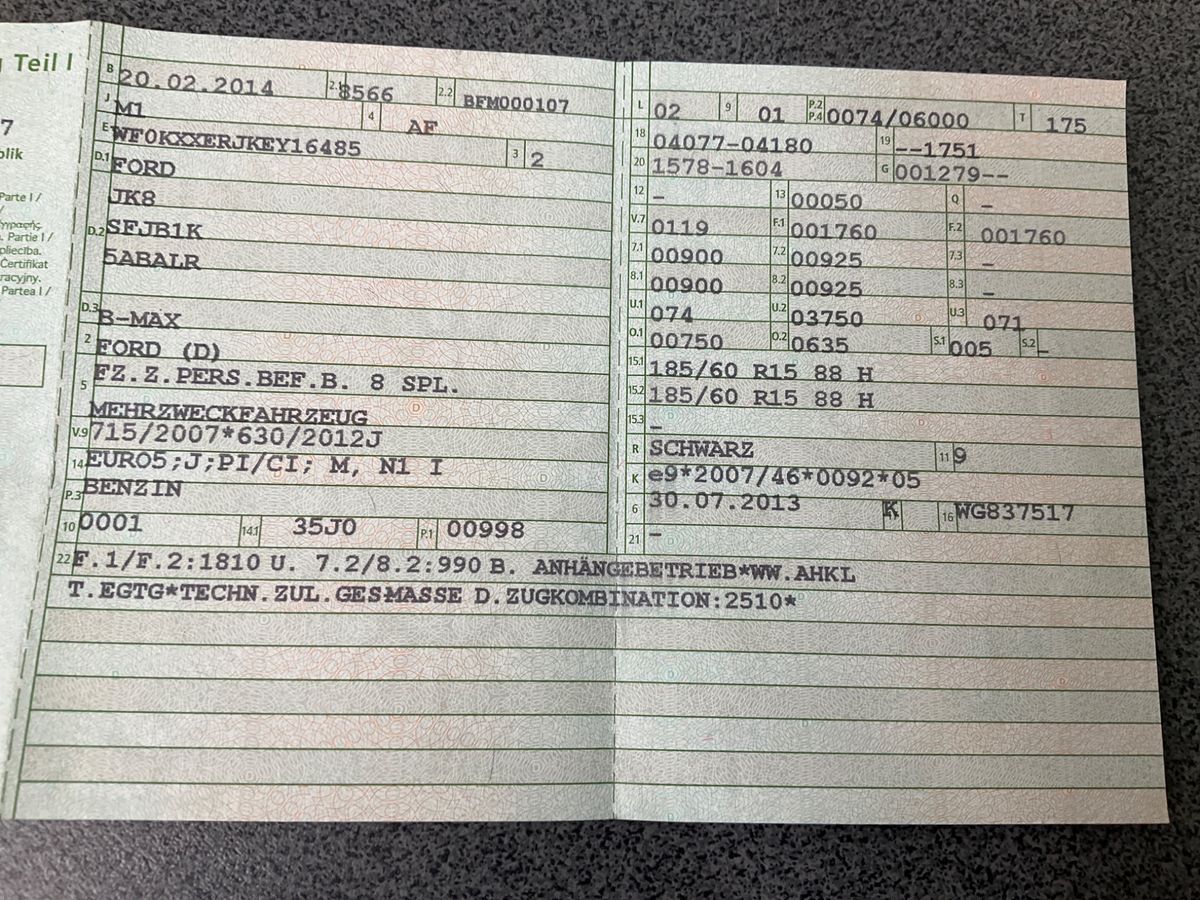 Teil I
7
blik
Parte I /
. Partie I /
pliecība.
Certifikat
racyjny.
Partea I /
B 20.02.2014 2.1 8566 2.2 BFM000107
J M1 4 AF
E WF0KXXERJKEY16485 3 2
D.1 FORD
JK8
D.2 SFJB1K
5ABALR
D.3 B-MAX
2 FORD (D)
5 FZ.Z.PERS.BEF.B. 8 SPL.
MEHRZWECKFAHRZEUG
V.9 715/2007*630/2012J
14 EURO5;J;PI/CI; M, N1 I
P.3 BENZIN
10 0001 14.1 35J0 P.1 00998
L 02 9 01 P.2 P.4 0074/06000 T 175
18 04077-04180 19 --1751
20 1578-1604 G 001279--
12 - 13 00050 Q -
V.7 0119 F.1 001760 F.2 001760
7.1 00900 7.2 00925 7.3 -
8.1 00900 8.2 00925 8.3 -
U.1 074 U.2 03750 U.3 071
O.1 00750 O.2 0635 S.1 005 S.2 -
15.1 185/60 R15 88 H
15.2 185/60 R15 88 H
15.3 -
R SCHWARZ 11 9
K e9*2007/46*0092*05
6 30.07.2013 K 16 WG837517
21 -
22 F.1/F.2:1810 U. 7.2/8.2:990 B. ANHÄNGEBETRIEB*WW.AHKL
T.EGTG*TECHN.ZUL.GESMASSE D.ZUGKOMBINATION:2510*